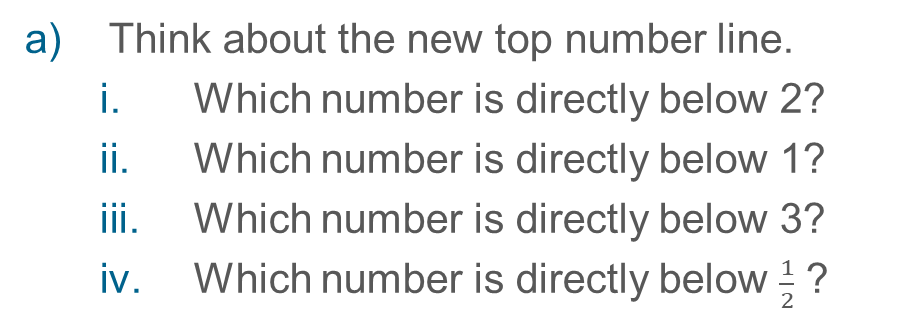 a) Think about the new top number line.
i. Which number is directly below 2?
ii. Which number is directly below 1?
iii. Which number is directly below 3?
iv. Which number is directly below 1/2 ?